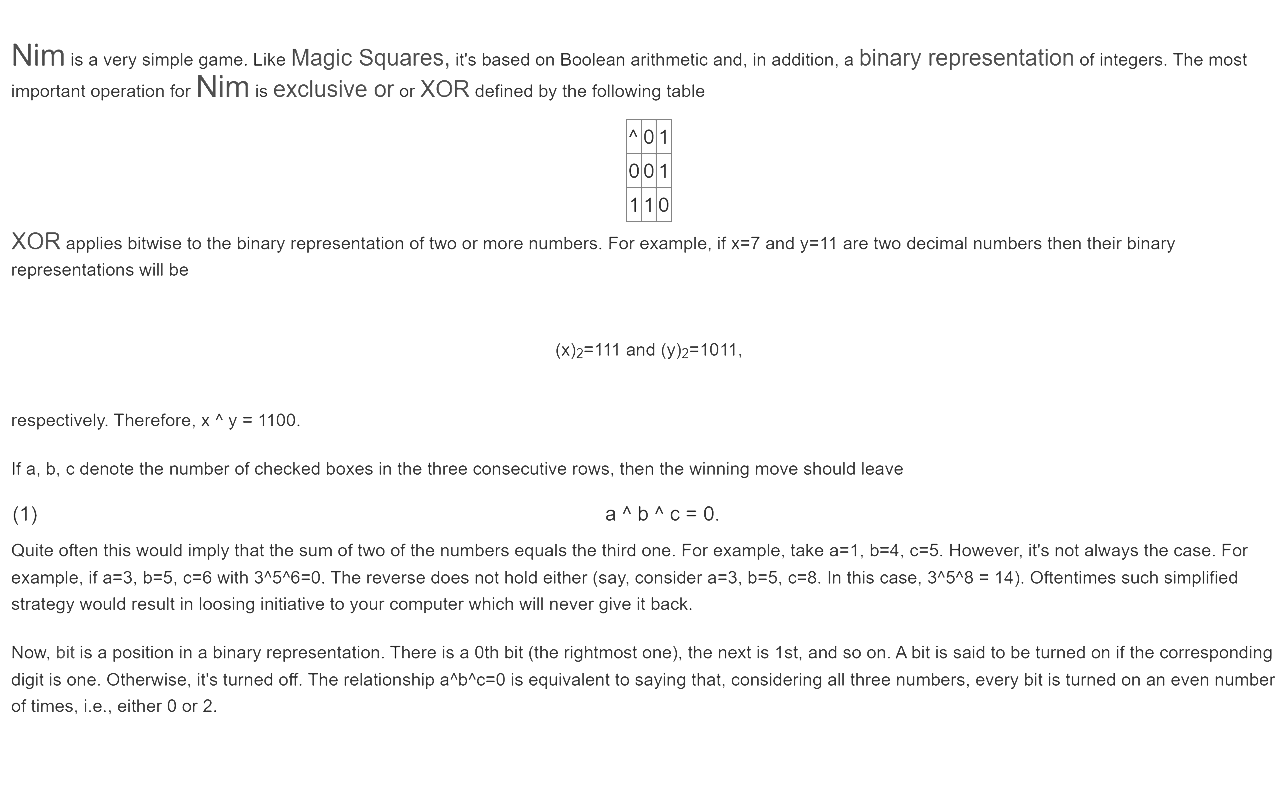 Nim is a very simple game. Like Magic Squares, it's based on Boolean arithmetic and, in addition, a binary representation of integers. The most
important operation for Nim is exclusive or or XOR defined by the following table
^ 0 1
0 0 1
1 1 0
XOR applies bitwise to the binary representation of two or more numbers. For example, if x=7 and y=11 are two decimal numbers then their binary
representations will be
(x)2=111 and (y)2=1011,
respectively. Therefore, x ^ y = 1100.
If a, b, c denote the number of checked boxes in the three consecutive rows, then the winning move should leave
(1) a ^ b ^ c = 0.
Quite often this would imply that the sum of two of the numbers equals the third one. For example, take a=1, b=4, c=5. However, it's not always the case. For
example, if a=3, b=5, c=6 with 3^5^6=0. The reverse does not hold either (say, consider a=3, b=5, c=8. In this case, 3^5^8 = 14). Oftentimes such simplified
strategy would result in loosing initiative to your computer which will never give it back.
Now, bit is a position in a binary representation. There is a 0th bit (the rightmost one), the next is 1st, and so on. A bit is said to be turned on if the corresponding
digit is one. Otherwise, it's turned off. The relationship a^b^c=0 is equivalent to saying that, considering all three numbers, every bit is turned on an even number
of times, i.e., either 0 or 2.